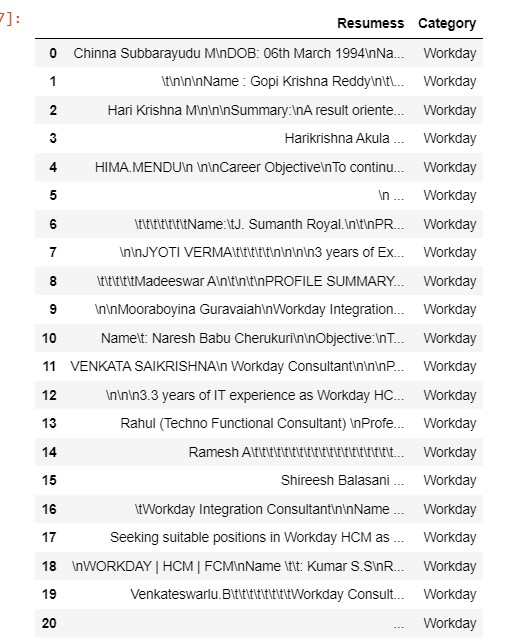 7]:
Resumess Category
0 Chinna Subbarayudu M\nDOB: 06th March 1994\nNa... Workday
1 \t\n\n\nName : Gopi Krishna Reddy\n\t\... Workday
2 Hari Krishna M\n\n\nSummary:\nA result oriente... Workday
3 Harikrishna Akula ... Workday
4 HIMA.MENDU\n \n\nCareer Objective\nTo continu... Workday
5 \n ... Workday
6 \t\t\t\t\t\tName:\tJ. Sumanth Royal.\n\t\nPR... Workday
7 \n\nJYOTI VERMA\t\t\t\t\t\n\n\n\n3 years of Ex... Workday
8 \t\t\t\t\tMadeeswar A\n\t\n\t\nPROFILE SUMMARY... Workday
9 \n\nMooraboyina Guravaiah\nWorkday Integration... Workday
10 Name\t: Naresh Babu Cherukuri\n\nObjective:\nT... Workday
11 VENKATA SAIKRISHNA\n Workday Consultant\n\n\nP... Workday
12 \n\n\n3.3 years of IT experience as Workday HC... Workday
13 Rahul (Techno Functional Consultant) \nProfe... Workday
14 Ramesh A\t\t\t\t\t\t\t\t\t\t\t\t\t\t\t\t\t\t... Workday
15 Shireesh Balasani ... Workday
16 \tWorkday Integration Consultant\n\nName ... Workday
17 Seeking suitable positions in Workday HCM as ... Workday
18 \nWORKDAY | HCM | FCM\nName \t\t: Kumar S.S\nR... Workday
19 Venkateswarlu.B\t\t\t\t\t\t\t\tWorkday Consult... Workday
20 ... Workday